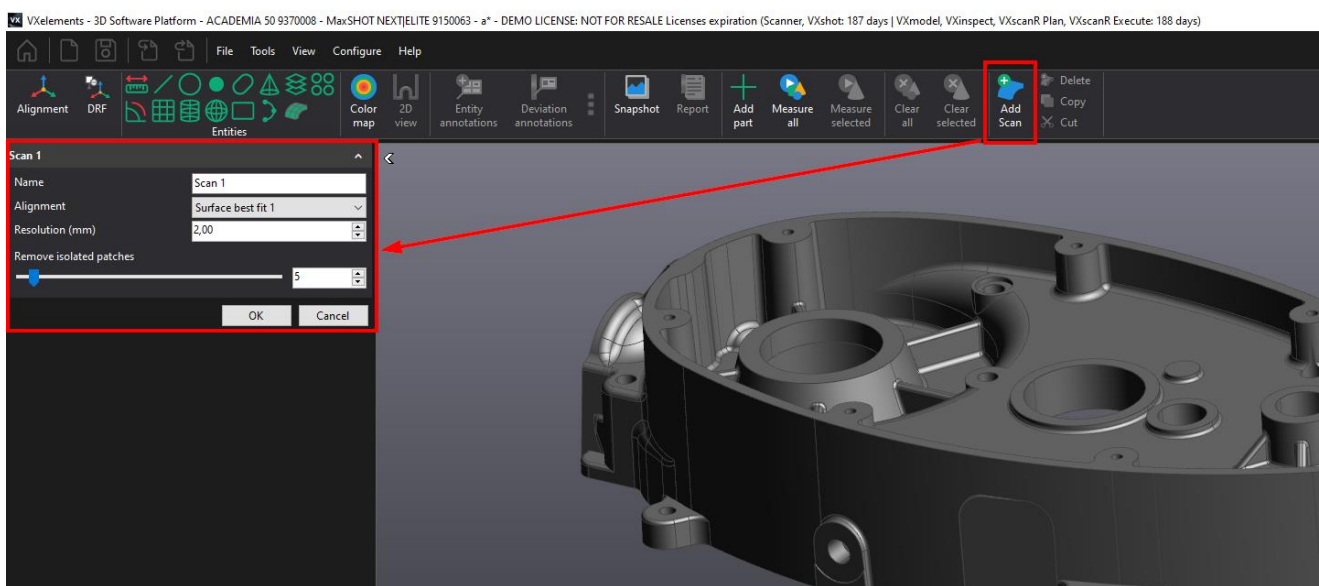 VXelements - 3D Software Platform - ACADEMIA 50 9370008 - MaxSHOT NEXT|ELITE 9150063 - a* - DEMO LICENSE: NOT FOR RESALE Licenses expiration (Scanner, VXshot: 187 days | VXmodel, VXinspect, VXscanR Plan, VXscanR Execute: 188 days)
File Tools View Configure Help
Alignment DRF Entities Color map 2D view Entity annotations Deviation annotations Snapshot Report Add part Measure all Measure selected Clear all Clear selected Add Scan
Delete
Copy
Cut
Scan 1
Name Scan 1
Alignment Surface best fit 1
Resolution (mm) 2,00
Remove isolated patches
5
OK Cancel